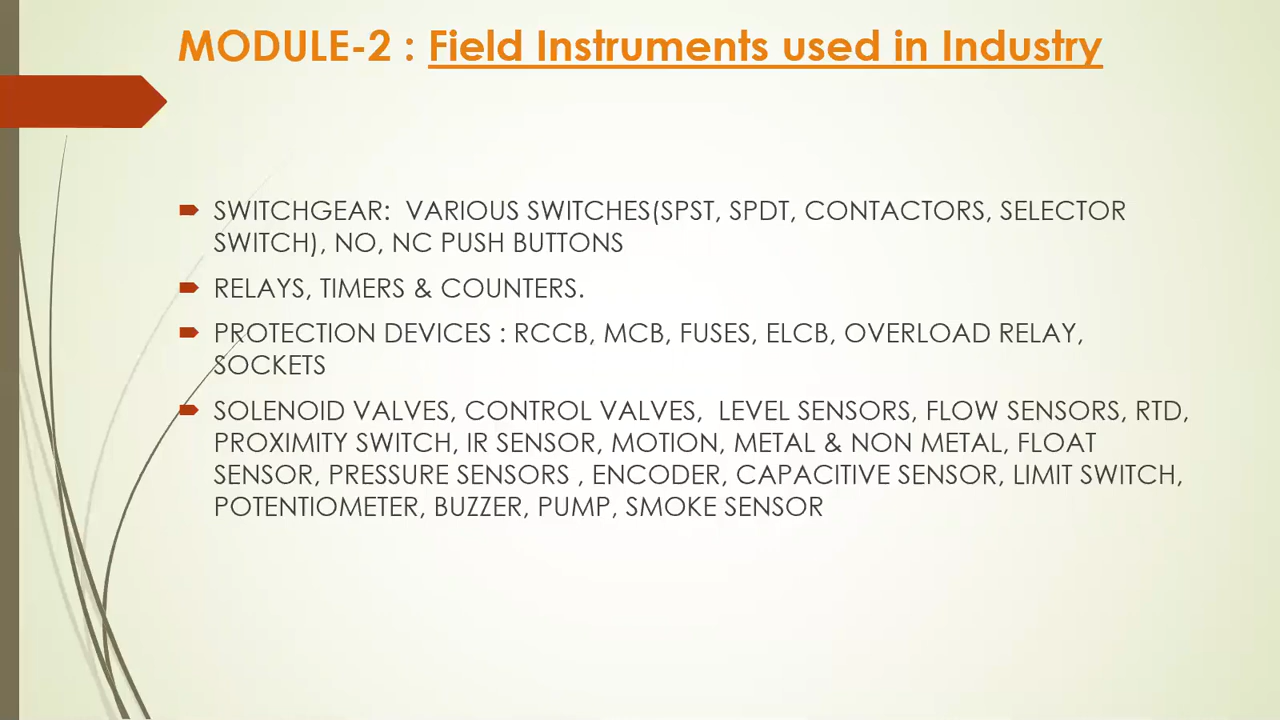 MODULE-2 : Field Instruments used in Industry
SWITCHGEAR:  VARIOUS SWITCHES(SPST, SPDT, CONTACTORS, SELECTOR
SWITCH), NO, NC PUSH BUTTONS
RELAYS, TIMERS & COUNTERS.
PROTECTION DEVICES : RCCB, MCB, FUSES, ELCB, OVERLOAD RELAY,
SOCKETS
SOLENOID VALVES, CONTROL VALVES,  LEVEL SENSORS, FLOW SENSORS, RTD,
PROXIMITY SWITCH, IR SENSOR, MOTION, METAL & NON METAL, FLOAT
SENSOR, PRESSURE SENSORS , ENCODER, CAPACITIVE SENSOR, LIMIT SWITCH,
POTENTIOMETER, BUZZER, PUMP, SMOKE SENSOR